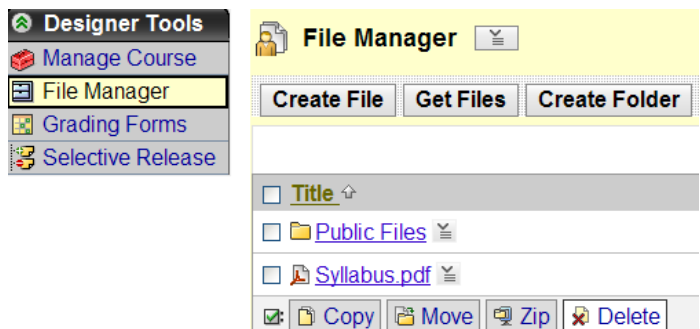 Designer Tools
Manage Course
File Manager
Grading Forms
Selective Release
File Manager
Create File Get Files Create Folder
Title
Public Files
Syllabus.pdf
Copy Move Zip Delete